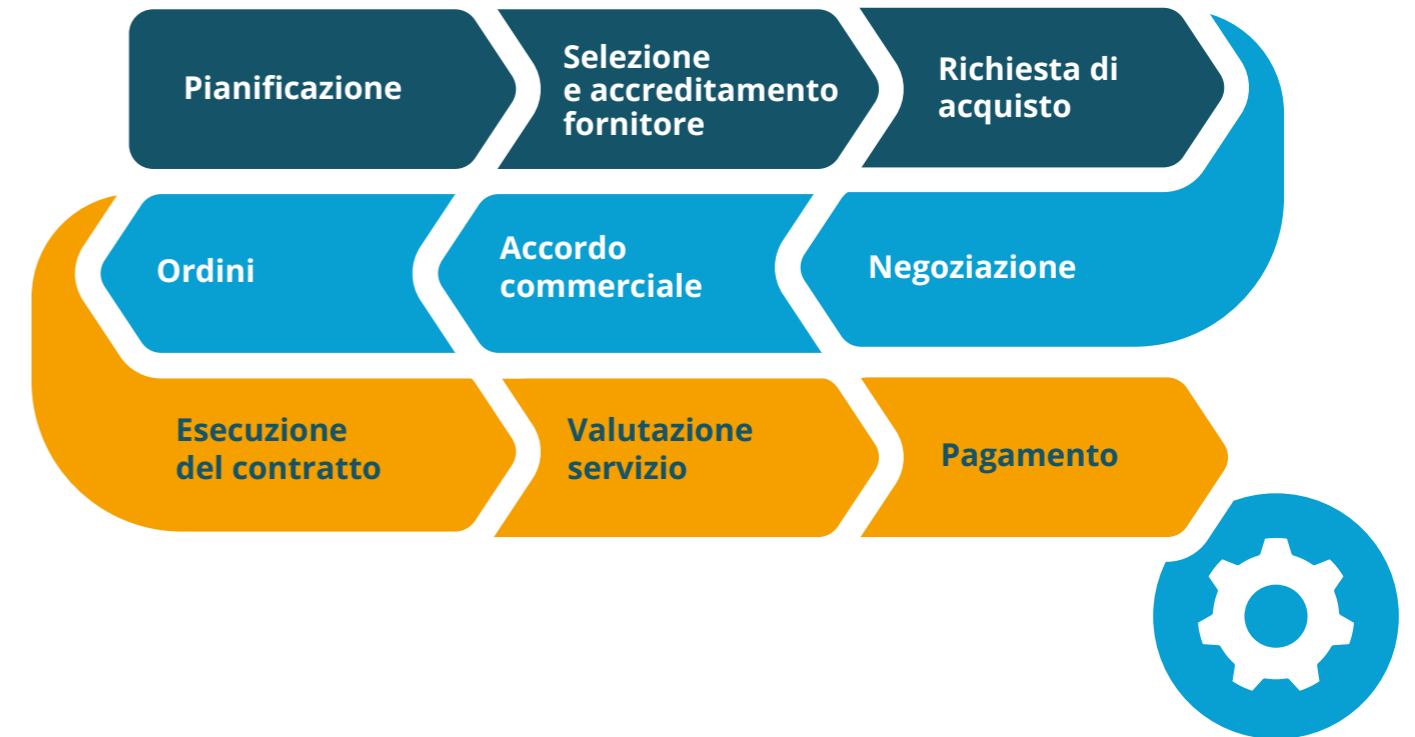 Pianificazione
Selezione
e accreditamento
fornitore
Richiesta di
acquisto
Negoziazione
Accordo
commerciale
Ordini
Esecuzione
del contratto
Valutazione
servizio
Pagamento